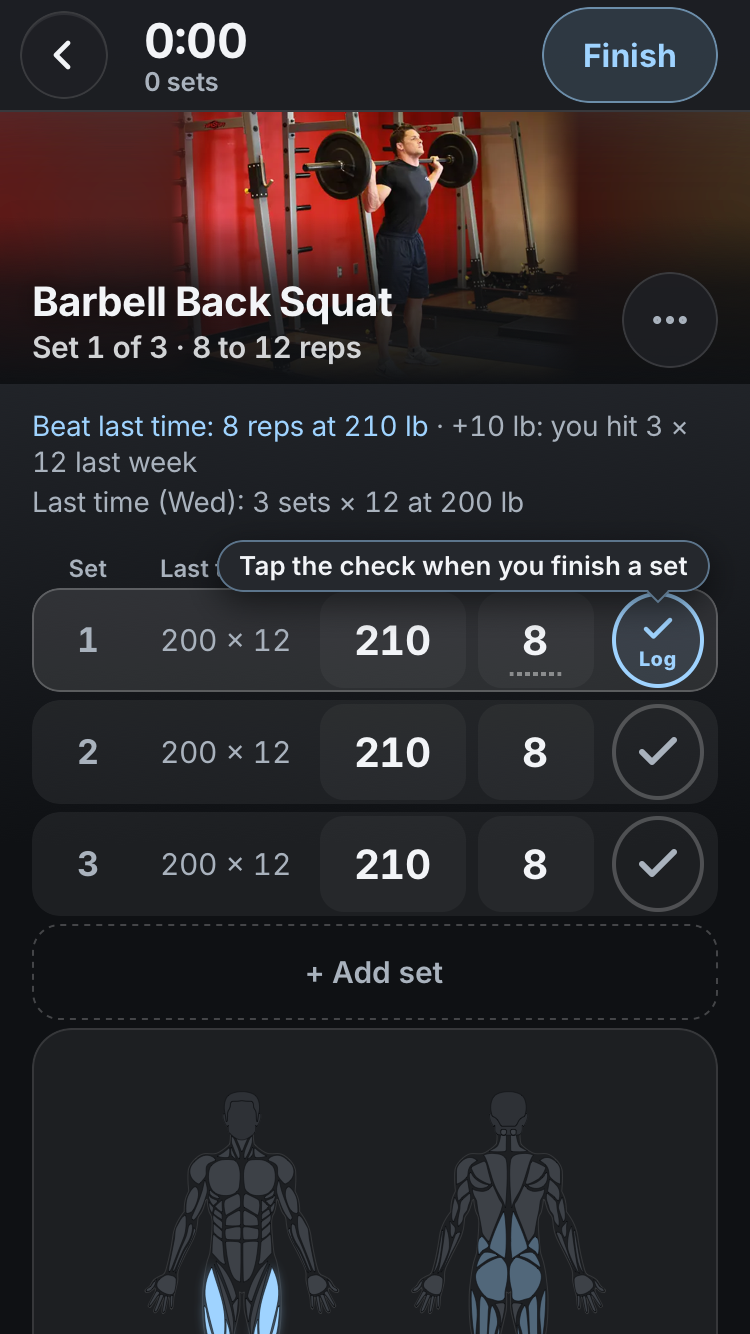 0:00
0 sets
Finish
Barbell Back Squat
Set 1 of 3 · 8 to 12 reps
Beat last time: 8 reps at 210 lb · +10 lb: you hit 3 ×
12 last week
Last time (Wed): 3 sets × 12 at 200 lb
Set Last
Tap the check when you finish a set
1 200 × 12 210 8 Log
2 200 × 12 210 8
3 200 × 12 210 8
+ Add set